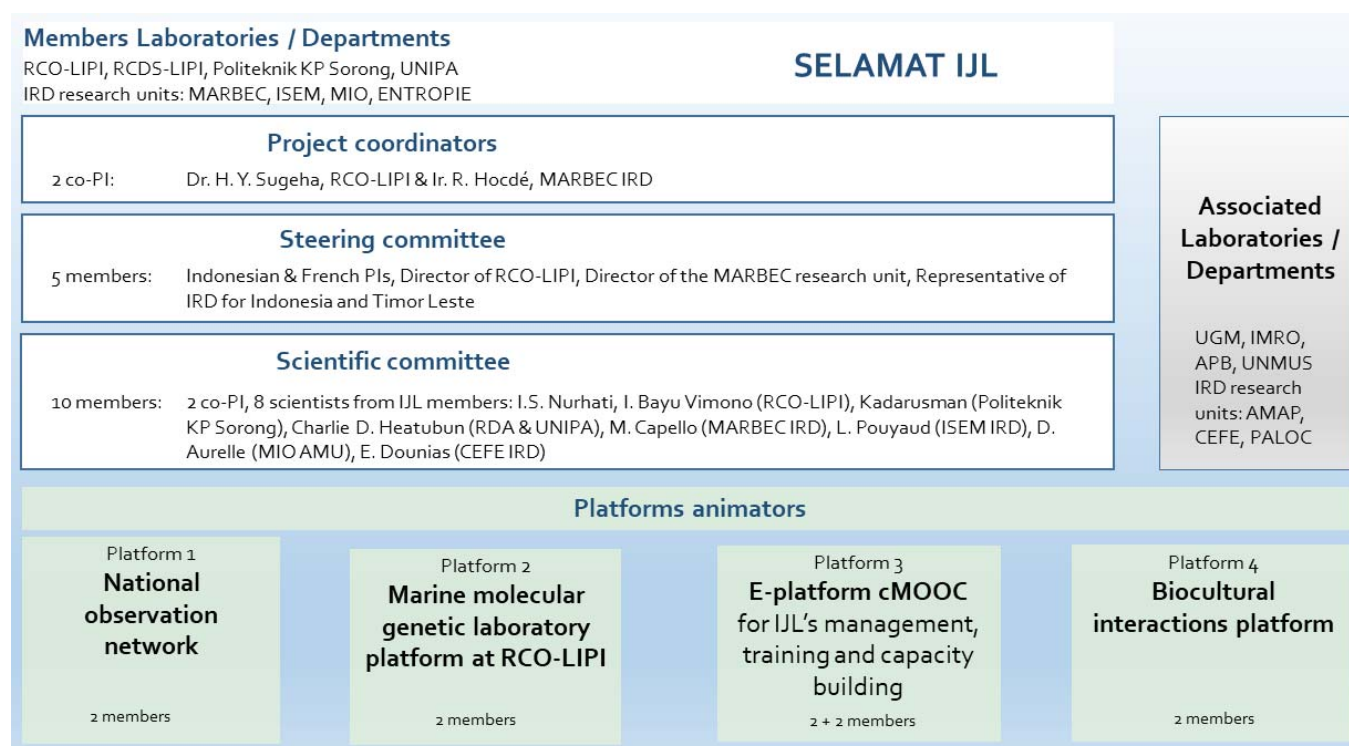 Members Laboratories / Departments
RCO-LIPI, RCDS-LIPI, Politeknik KP Sorong, UNIPA
IRD research units: MARBEC, ISEM, MIO, ENTROPIE
SELAMAT IJL
Project coordinators
2 co-PI: Dr. H. Y. Sugeha, RCO-LIPI & Ir. R. Hocdé, MARBEC IRD
Steering committee
5 members: Indonesian & French PIs, Director of RCO-LIPI, Director of the MARBEC research unit, Representative of
IRD for Indonesia and Timor Leste
Scientific committee
10 members: 2 co-PI, 8 scientists from IJL members: I.S. Nurhati, I. Bayu Vimono (RCO-LIPI), Kadarusman (Politeknik
KP Sorong), Charlie D. Heatubun (RDA & UNIPA), M. Capello (MARBEC IRD), L. Pouyaud (ISEM IRD), D.
Aurelle (MIO AMU), E. Dounias (CEFE IRD)
Associated
Laboratories /
Departments
UGM, IMRO,
APB, UNMUS
IRD research
units: AMAP,
CEFE, PALOC
Platforms animators
Platform 1
National
observation
network
2 members
Platform 2
Marine molecular
genetic laboratory
platform at RCO-LIPI
2 members
Platform 3
E-platform cMOOC
for IJL's management,
training and capacity
building
2 + 2 members
Platform 4
Biocultural
interactions platform
2 members